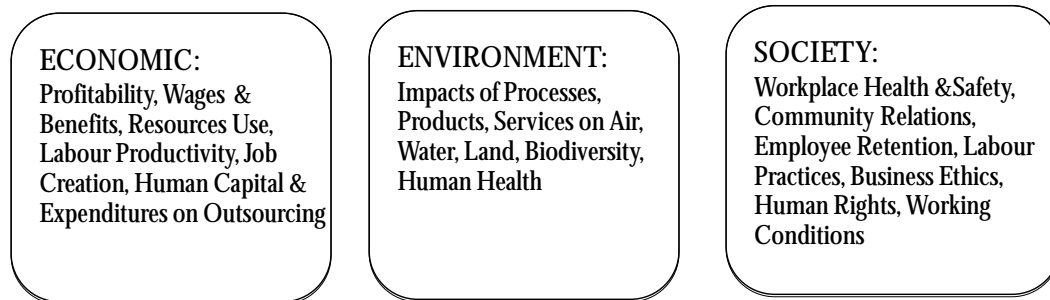 ECONOMIC:
Profitability, Wages &
Benefits, Resources Use,
Labour Productivity, Job
Creation, Human Capital &
Expenditures on Outsourcing
ENVIRONMENT:
Impacts of Processes,
Products, Services on Air,
Water, Land, Biodiversity,
Human Health
SOCIETY:
Workplace Health &Safety,
Community Relations,
Employee Retention, Labour
Practices, Business Ethics,
Human Rights, Working
Conditions